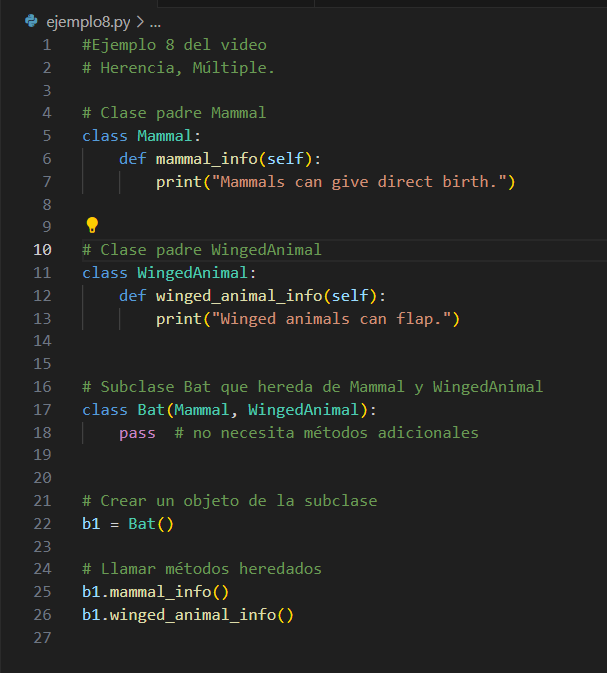 ejemplo8.py > ...
1 #Ejemplo 8 del video
2 # Herencia, Múltiple.
3
4 # Clase padre Mammal
5 class Mammal:
6     def mammal_info(self):
7         print("Mammals can give direct birth.")
8
9
10 # Clase padre WingedAnimal
11 class WingedAnimal:
12     def winged_animal_info(self):
13         print("Winged animals can flap.")
14
15
16 # Subclase Bat que hereda de Mammal y WingedAnimal
17 class Bat(Mammal, WingedAnimal):
18     pass  # no necesita métodos adicionales
19
20
21 # Crear un objeto de la subclase
22 b1 = Bat()
23
24 # Llamar métodos heredados
25 b1.mammal_info()
26 b1.winged_animal_info()
27